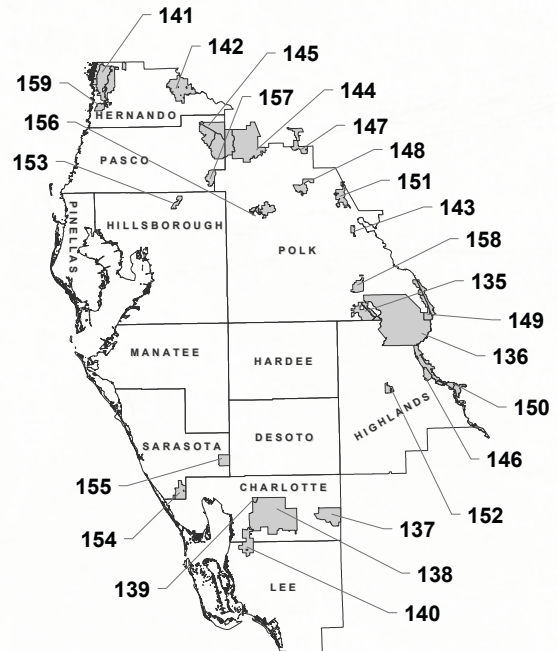 141
142
145
159
157
144
HERNANDO
156
147
PASCO
148
153
151
PINELLAS
HILLSBOROUGH
143
POLK
158
135
149
MANATEE
136
HARDEE
150
HIGHLANDS
SARASOTA
DESOTO
146
155
CHARLOTTE
152
137
154
138
139
LEE
140